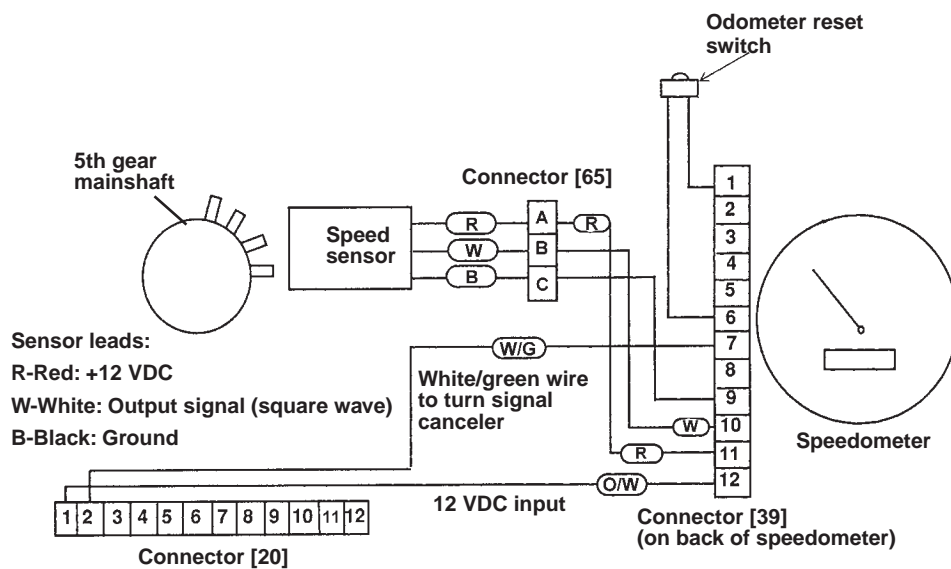 Odometer reset
switch
5th gear
mainshaft
Connector [65]
Speed
sensor
R
W
B
A
B
C
R
1
2
3
4
5
6
7
8
9
10
11
12
Sensor leads:
R-Red: +12 VDC
W-White: Output signal (square wave)
B-Black: Ground
W/G
White/green wire
to turn signal
canceler
W
R
O/W
Speedometer
12 VDC input
1 2 3 4 5 6 7 8 9 10 11 12
Connector [20]
Connector [39]
(on back of speedometer)